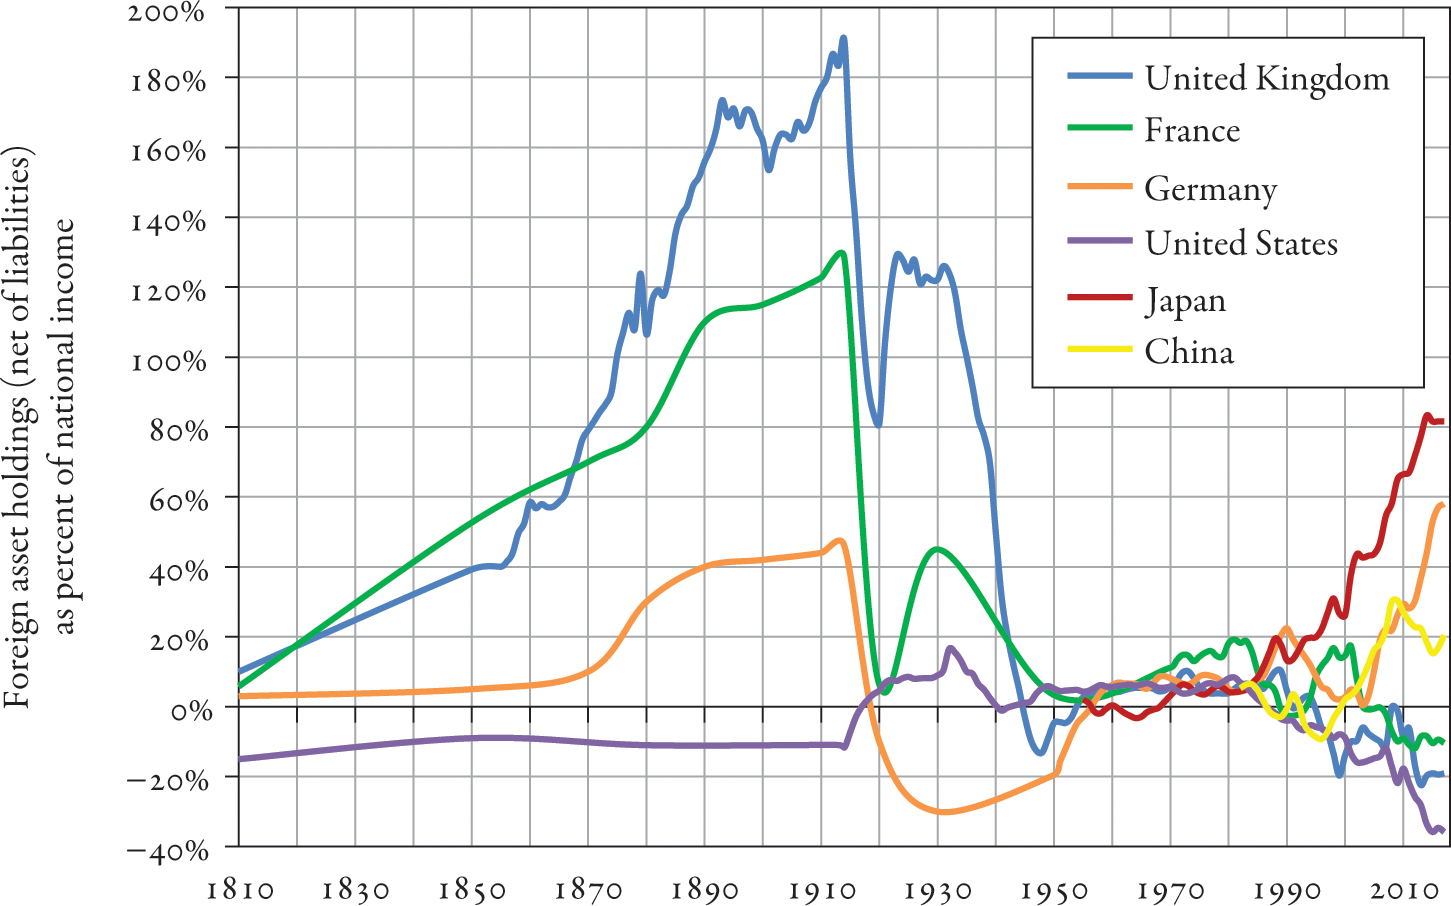 Foreign asset holdings (net of liabilities)
as percent of national income
200%
180%
160%
140%
120%
100%
80%
60%
40%
20%
0%
−20%
−40%
1810 1830 1850 1870 1890 1910 1930 1950 1970 1990 2010
United Kingdom
France
Germany
United States
Japan
China